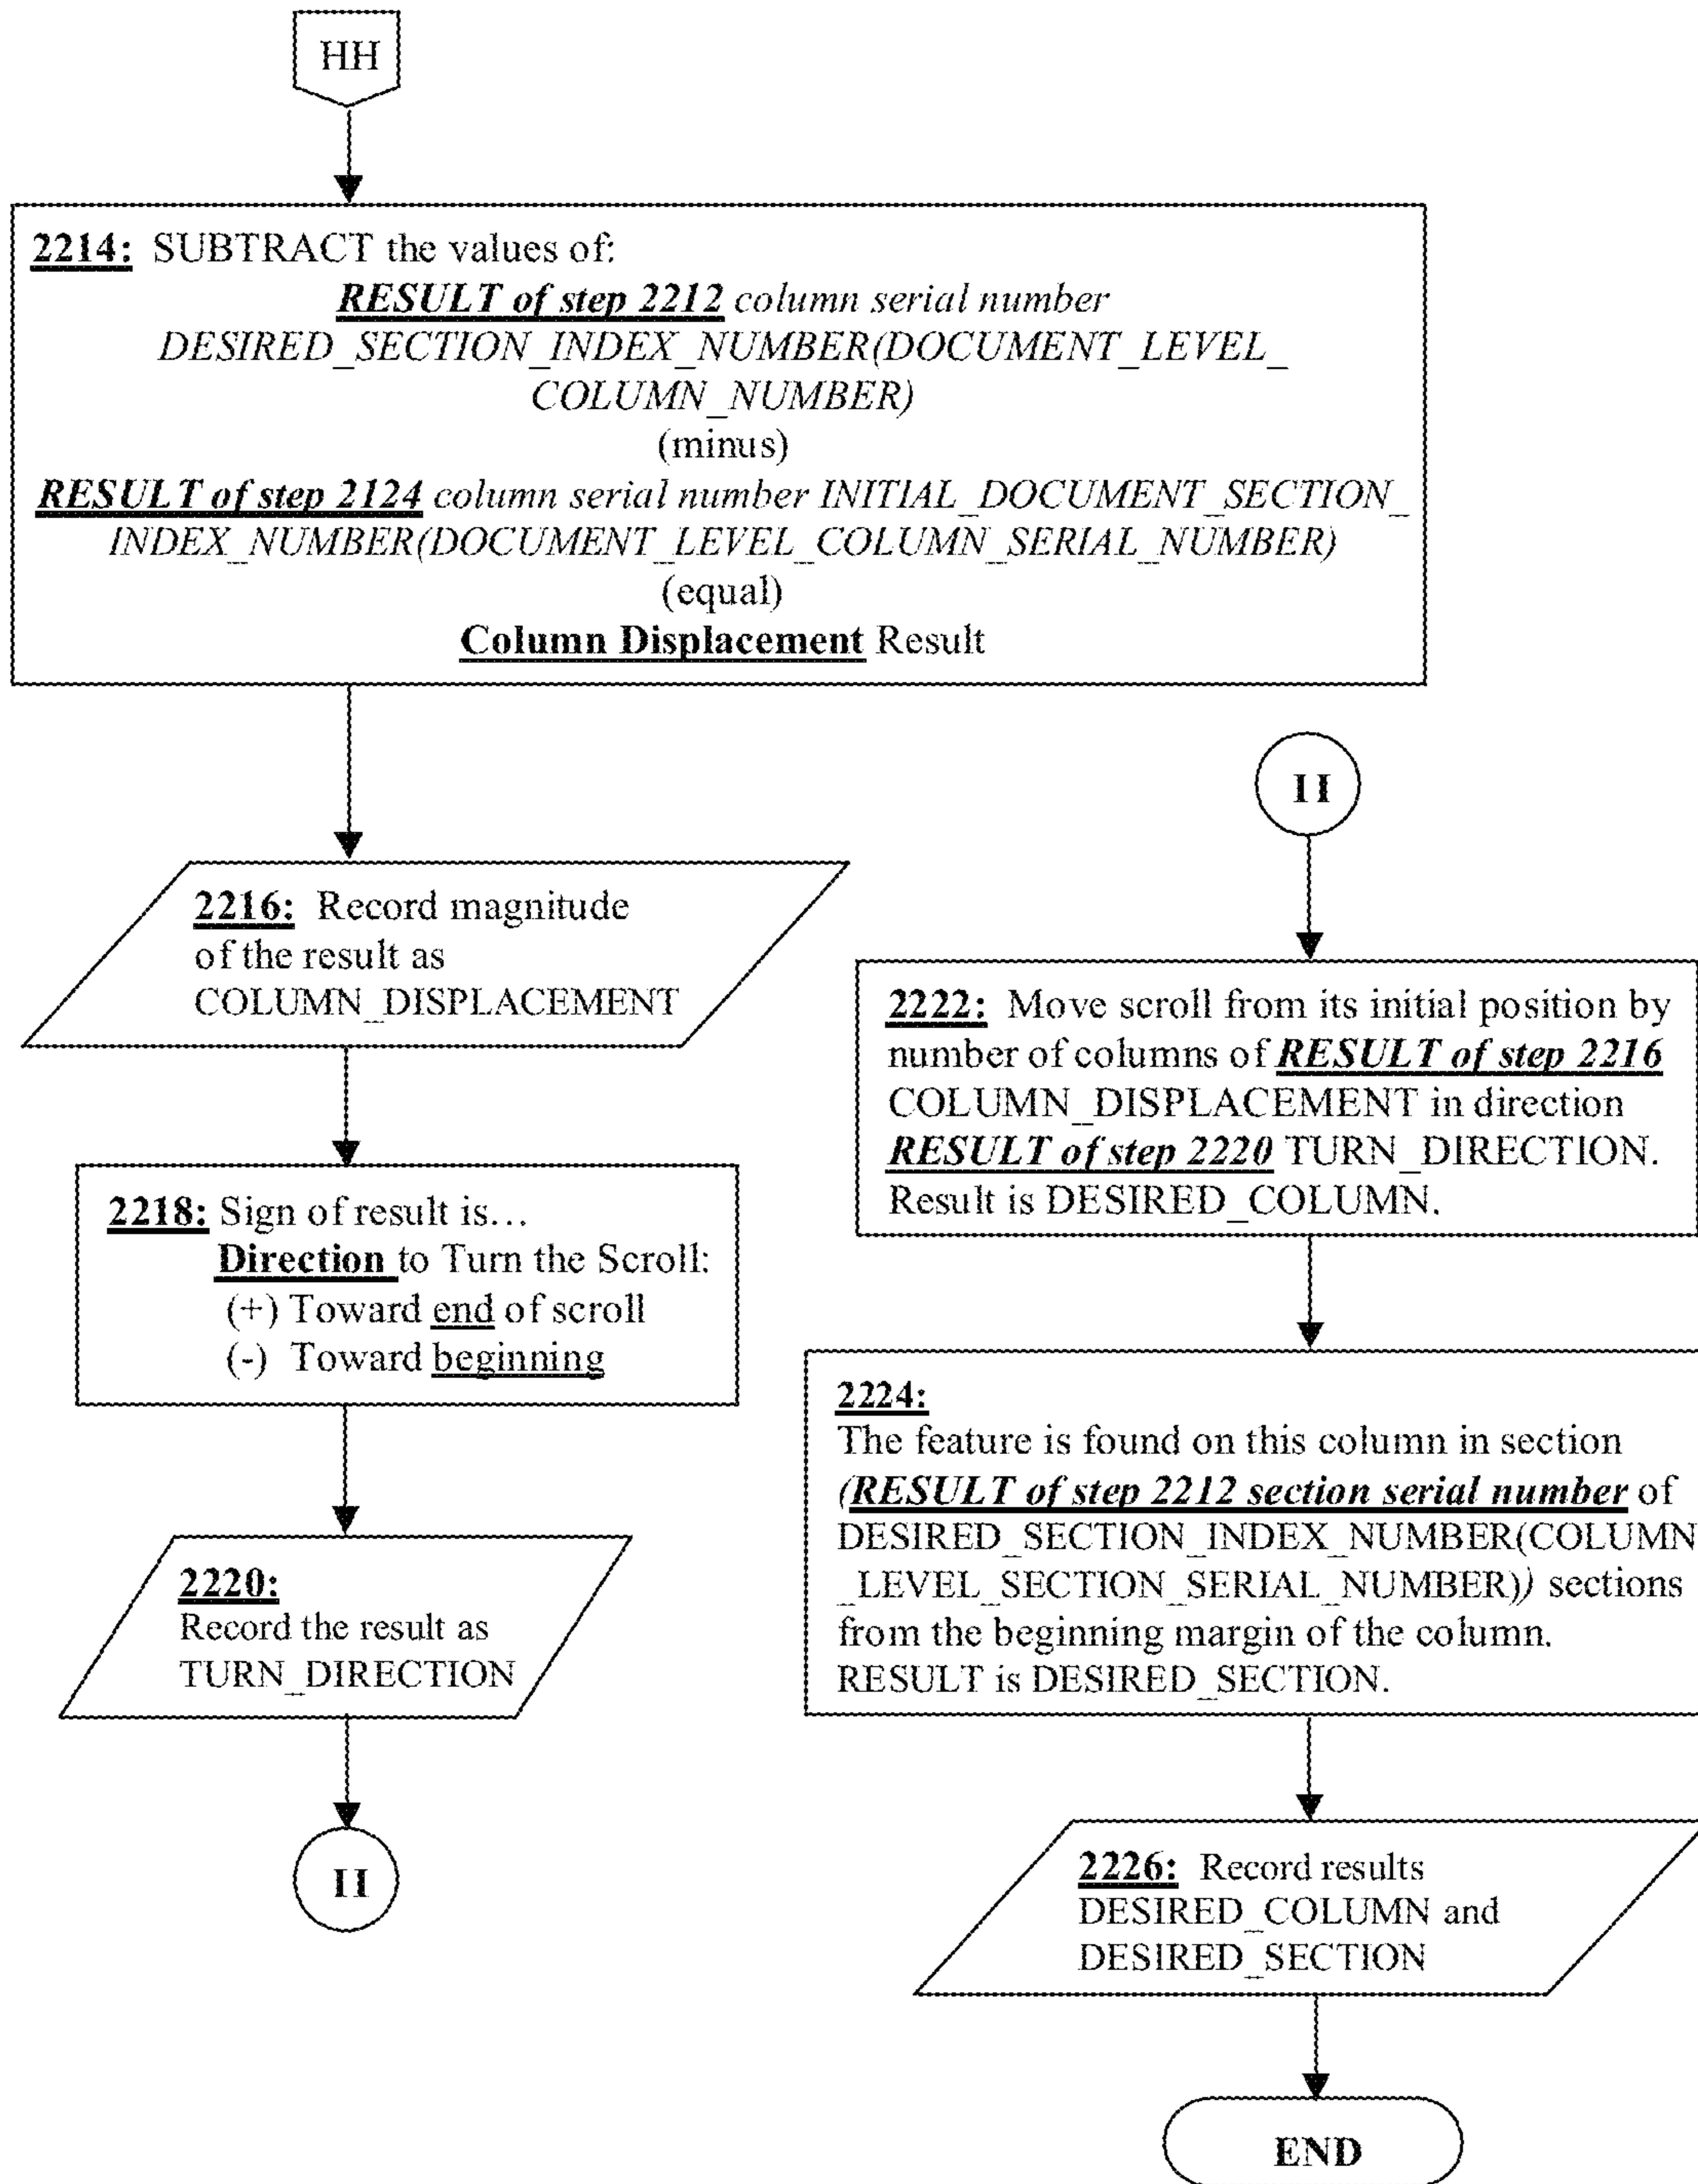 HH
2214: SUBTRACT the values of:
RESULT of step 2212 column serial number
DESIRED_SECTION_INDEX_NUMBER(DOCUMENT_LEVEL_
COLUMN_NUMBER)
(minus)
RESULT of step 2124 column serial number INITIAL_DOCUMENT_SECTION_
INDEX_NUMBER(DOCUMENT_LEVEL_COLUMN_SERIAL_NUMBER)
(equal)
Column Displacement Result
2216: Record magnitude
of the result as
COLUMN_DISPLACEMENT
2218: Sign of result is...
Direction to Turn the Scroll:
(+) Toward end of scroll
(-) Toward beginning
2220:
Record the result as
TURN_DIRECTION
II
II
2222: Move scroll from its initial position by
number of columns of RESULT of step 2216
COLUMN_DISPLACEMENT in direction
RESULT of step 2220 TURN_DIRECTION.
Result is DESIRED_COLUMN.
2224:
The feature is found on this column in section
(RESULT of step 2212 section serial number of
DESIRED_SECTION_INDEX_NUMBER(COLUMN
_LEVEL_SECTION_SERIAL_NUMBER)) sections
from the beginning margin of the column.
RESULT is DESIRED_SECTION.
2226: Record results
DESIRED_COLUMN and
DESIRED_SECTION
END